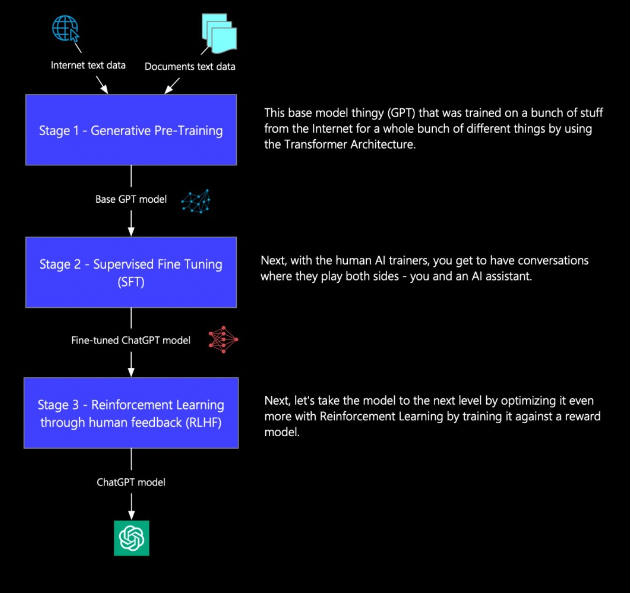 Internet text data
Documents text data
Stage 1 - Generative Pre-Training
This base model thingy (GPT) that was trained on a bunch of stuff
from the Internet for a whole bunch of different things by using
the Transformer Architecture.
Base GPT model
Stage 2 - Supervised Fine Tuning
(SFT)
Next, with the human AI trainers, you get to have conversations
where they play both sides - you and an AI assistant.
Fine-tuned ChatGPT model
Stage 3 - Reinforcement Learning
through human feedback (RLHF)
Next, let's take the model to the next level by optimizing it even
more with Reinforcement Learning by training it against a reward
model.
ChatGPT model